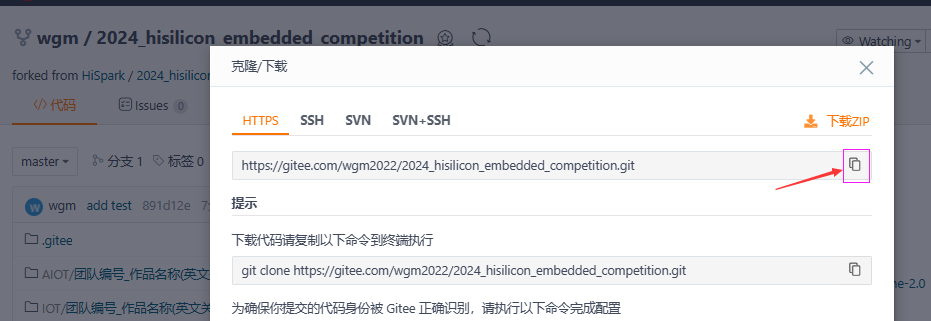 wgm / 2024_hisilicon_embedded_competition
Watching
forked from HiSpark / 2024_hisilicon
代码
Issues 0
master
分支 1
标签 0
wgm add test 891d12e
.gitee
AIOT/团队编号_作品名称(英文
IOT/团队编号_作品名称(英文关
ne-2.0
克隆/下载
HTTPS SSH SVN SVN+SSH
下载ZIP
https://gitee.com/wgm2022/2024_hisilicon_embedded_competition.git
提示
下载代码请复制以下命令到终端执行
git clone https://gitee.com/wgm2022/2024_hisilicon_embedded_competition.git
为确保你提交的代码身份被 Gitee 正确识别，请执行以下命令完成配置